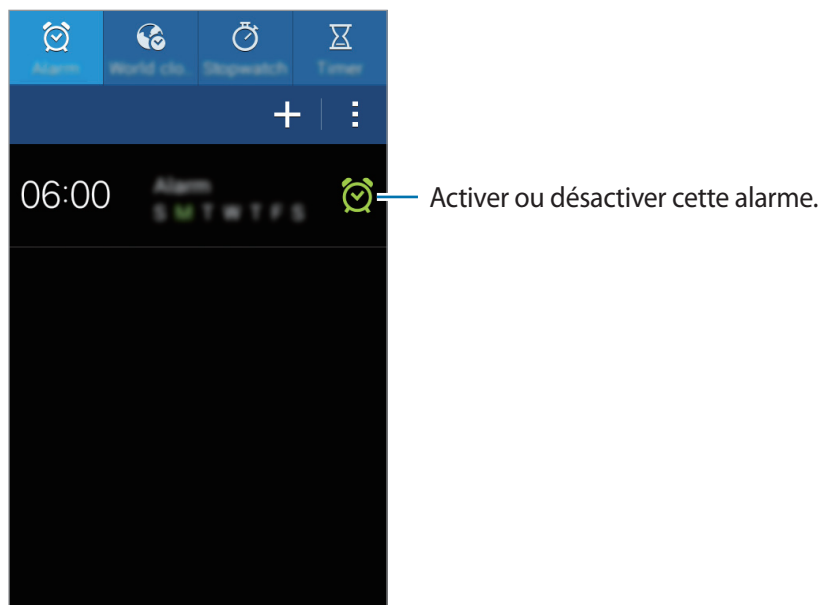 Alarm World clo.. Stopwatch Timer
06:00 Alarm
S M T W T F S
Activer ou désactiver cette alarme.